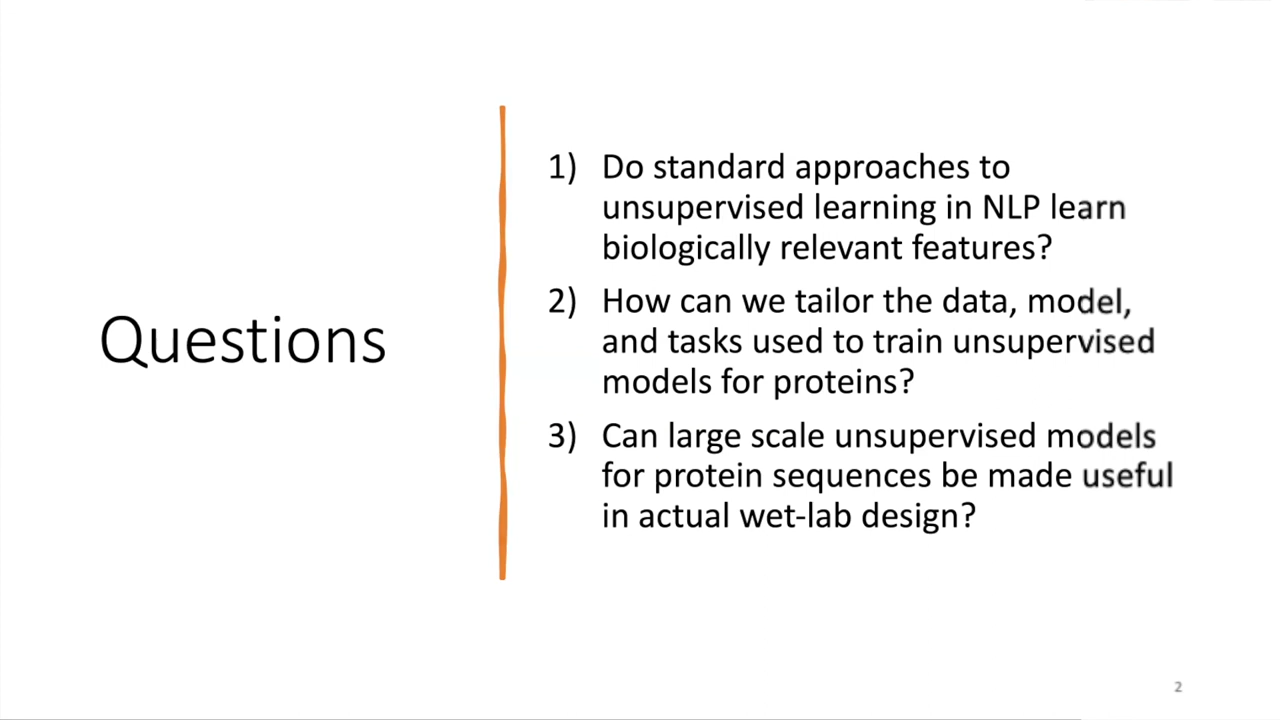 Questions
1) Do standard approaches to
unsupervised learning in NLP learn
biologically relevant features?
2) How can we tailor the data, model,
and tasks used to train unsupervised
models for proteins?
3) Can large scale unsupervised models
for protein sequences be made useful
in actual wet-lab design?
2